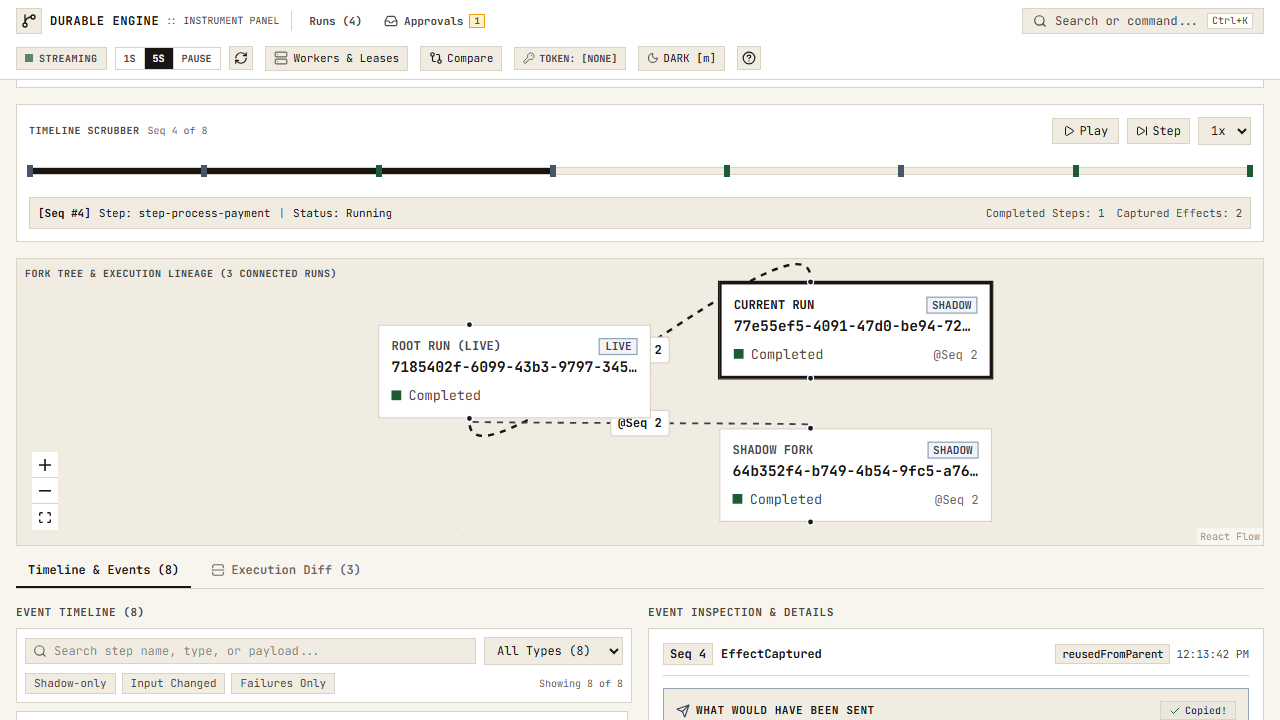 DURABLE ENGINE :: INSTRUMENT PANEL
Runs (4)
Approvals 1
Search or command... Ctrl+K
STREAMING
1S 5S PAUSE
Workers & Leases
Compare
TOKEN: [NONE]
DARK [m]
TIMELINE SCRUBBER Seq 4 of 8
Play
Step
1x
[Seq #4] Step: step-process-payment | Status: Running
Completed Steps: 1 Captured Effects: 2
FORK TREE & EXECUTION LINEAGE (3 CONNECTED RUNS)
CURRENT RUN SHADOW
77e55ef5-4091-47d0-be94-72…
Completed @Seq 2
ROOT RUN (LIVE) LIVE
7185402f-6099-43b3-9797-345…
Completed
2
@Seq 2
SHADOW FORK SHADOW
64b352f4-b749-4b54-9fc5-a76…
Completed @Seq 2
React Flow
Timeline & Events (8)
Execution Diff (3)
EVENT TIMELINE (8)
Search step name, type, or payload...
All Types (8)
Shadow-only
Input Changed
Failures Only
Showing 8 of 8
EVENT INSPECTION & DETAILS
Seq 4 EffectCaptured
reusedFromParent 12:13:42 PM
WHAT WOULD HAVE BEEN SENT
Copied!